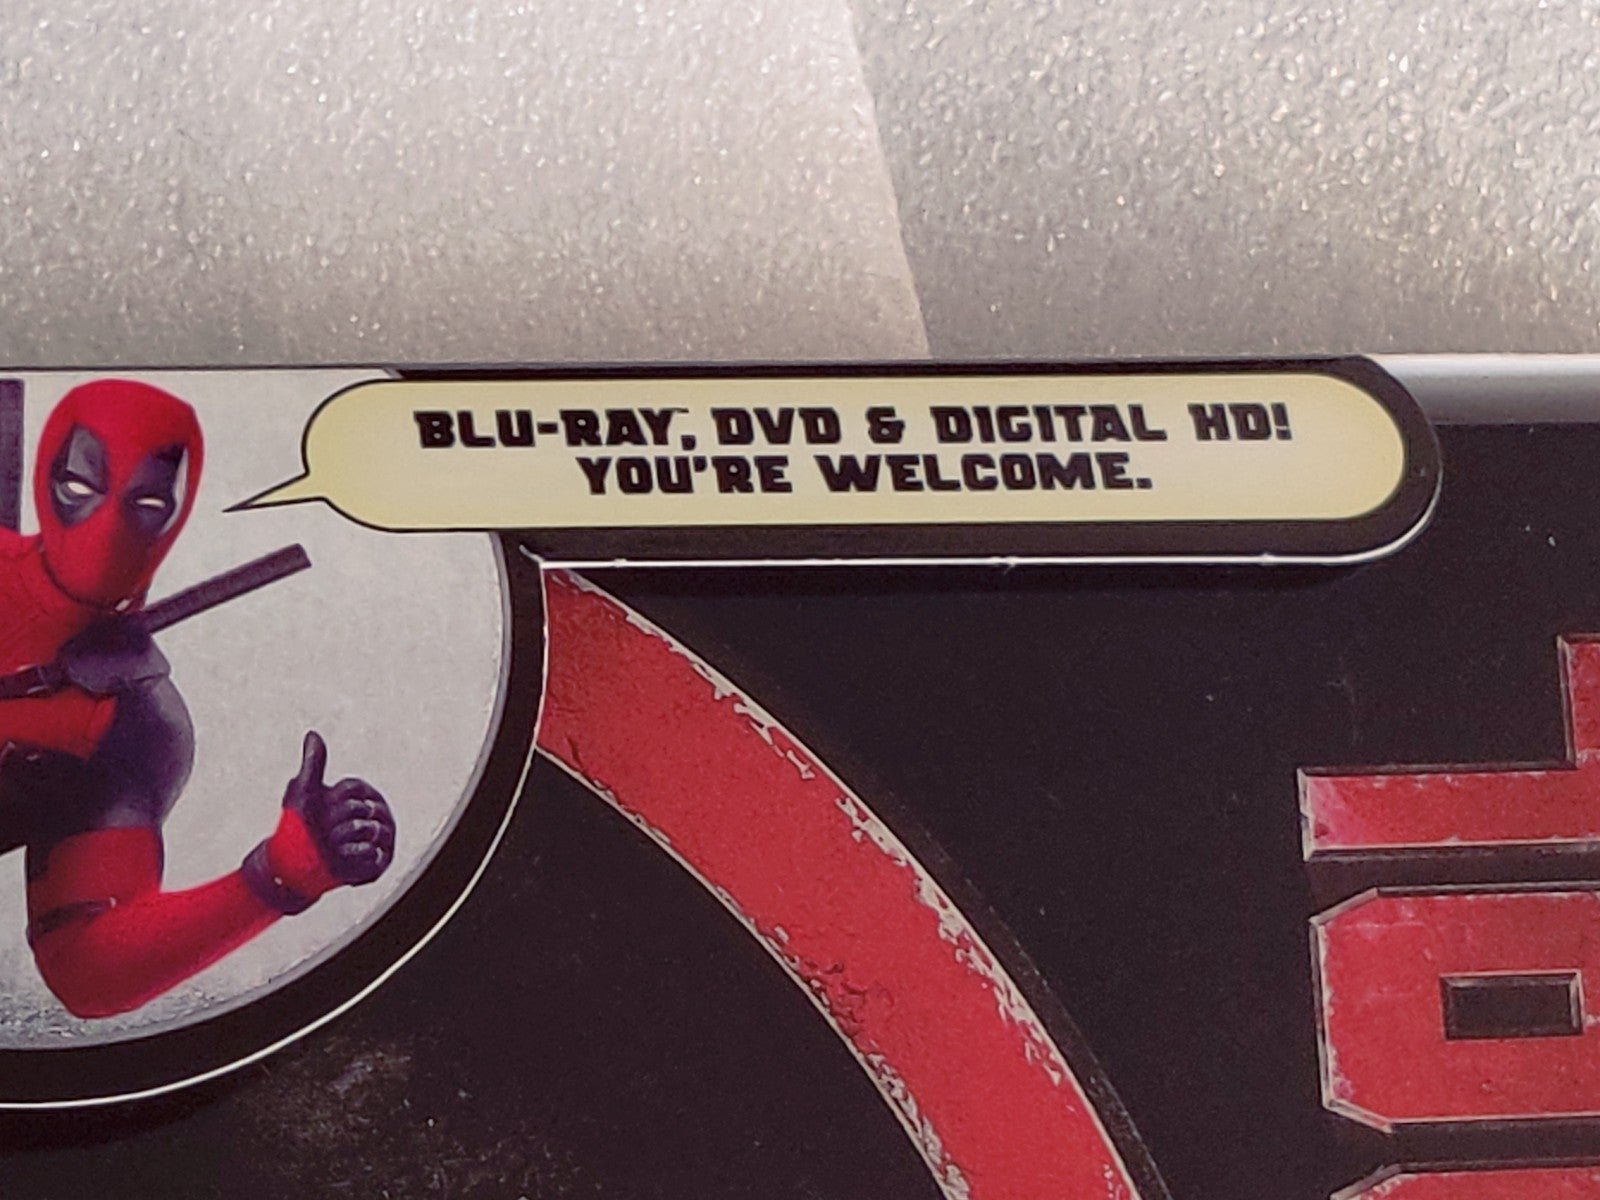 BLU-RAY™, DVD & DIGITAL HD!
YOU'RE WELCOME.